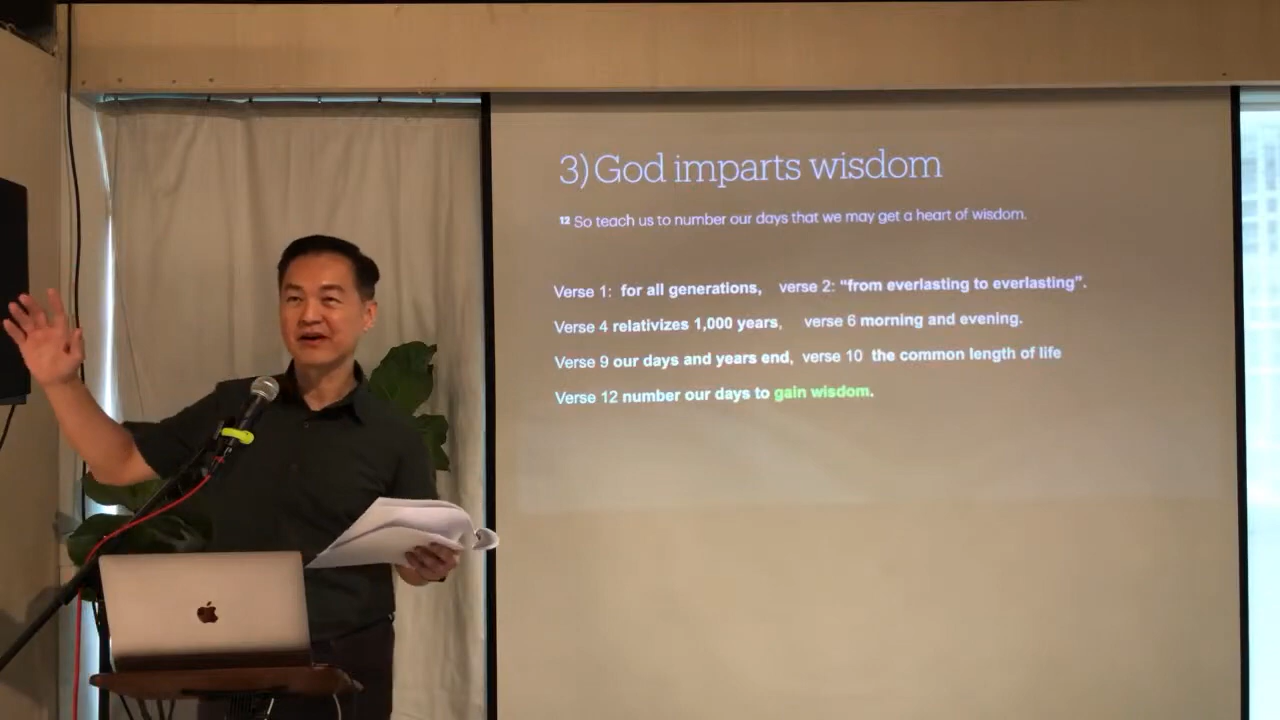 3) God imparts wisdom
12 So teach us to number our days that we may get a heart of wisdom.
Verse 1: for all generations, verse 2: “from everlasting to everlasting”.
Verse 4 relativizes 1,000 years, verse 6 morning and evening.
Verse 9 our days and years end, verse 10 the common length of life
Verse 12 number our days to gain wisdom.